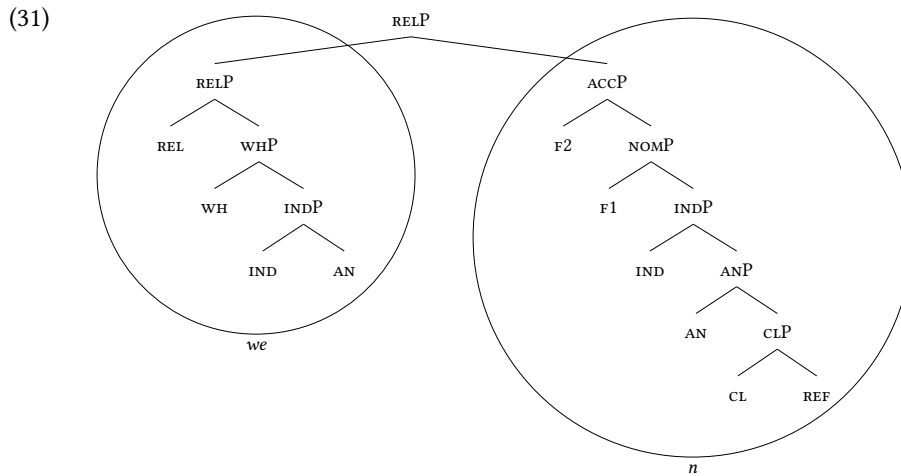 (31)
RELP
RELP ACCP
REL WHP F2 NOMP
WH INDP F1 INDP
IND AN IND ANP
AN CLP
CL REF
we
n